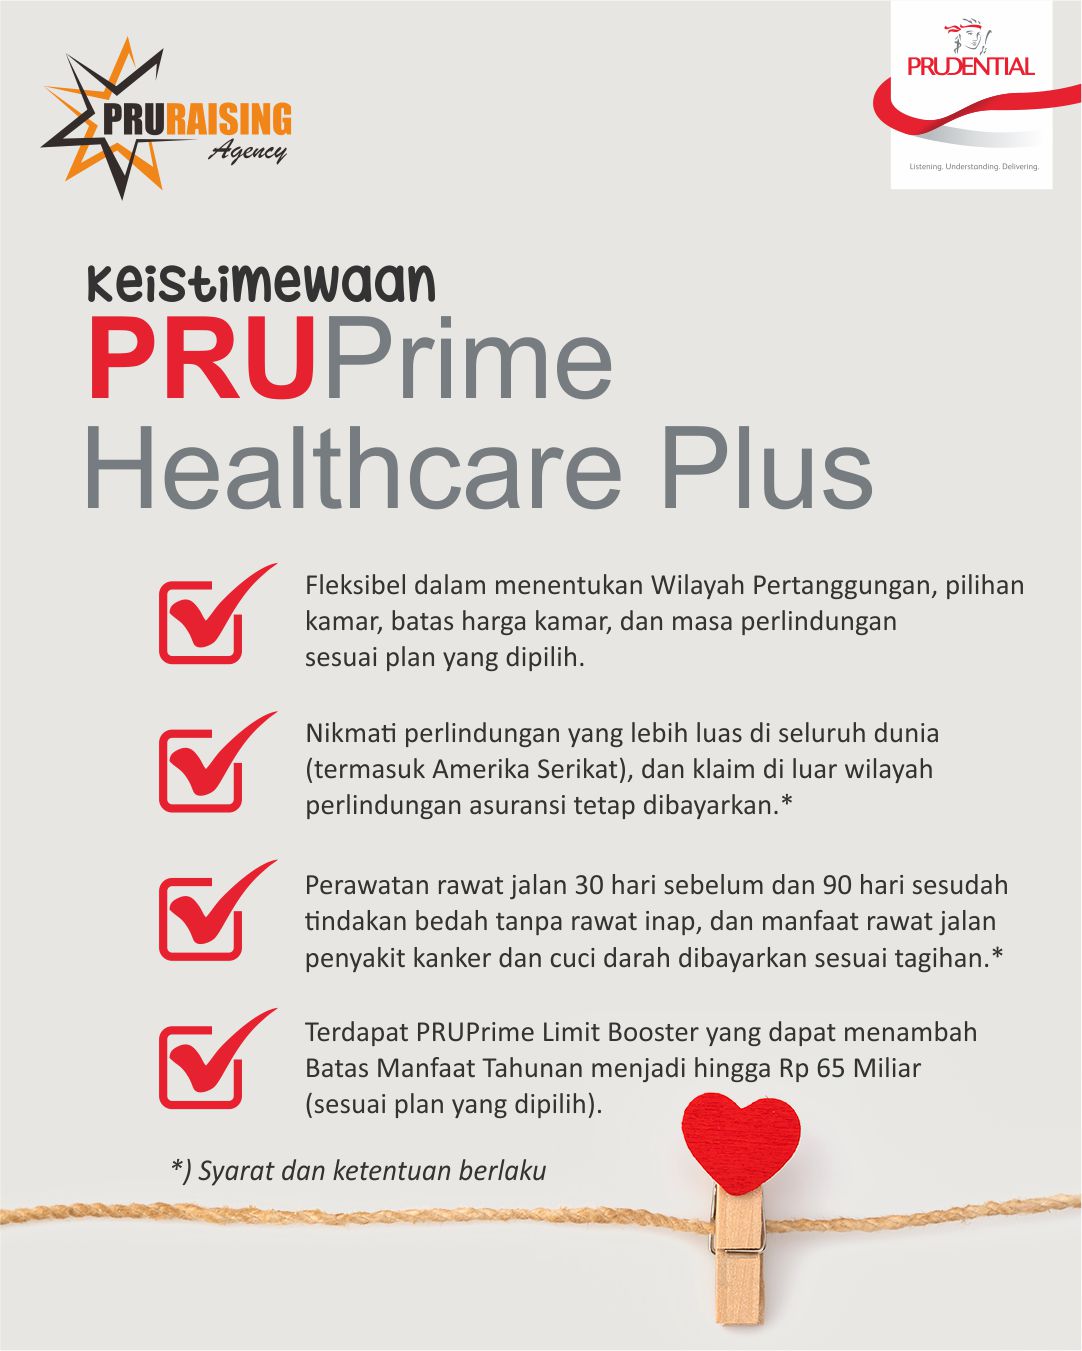 PRURAISING
Agency
PRUDENTIAL
Listening. Understanding. Delivering.
Keistimewaan
PRUPrime
Healthcare Plus
Fleksibel dalam menentukan Wilayah Pertanggungan, pilihan
kamar, batas harga kamar, dan masa perlindungan
sesuai plan yang dipilih.
Nikmati perlindungan yang lebih luas di seluruh dunia
(termasuk Amerika Serikat), dan klaim di luar wilayah
perlindungan asuransi tetap dibayarkan.*
Perawatan rawat jalan 30 hari sebelum dan 90 hari sesudah
tindakan bedah tanpa rawat inap, dan manfaat rawat jalan
penyakit kanker dan cuci darah dibayarkan sesuai tagihan.*
Terdapat PRUPrime Limit Booster yang dapat menambah
Batas Manfaat Tahunan menjadi hingga Rp 65 Miliar
(sesuai plan yang dipilih).
*) Syarat dan ketentuan berlaku